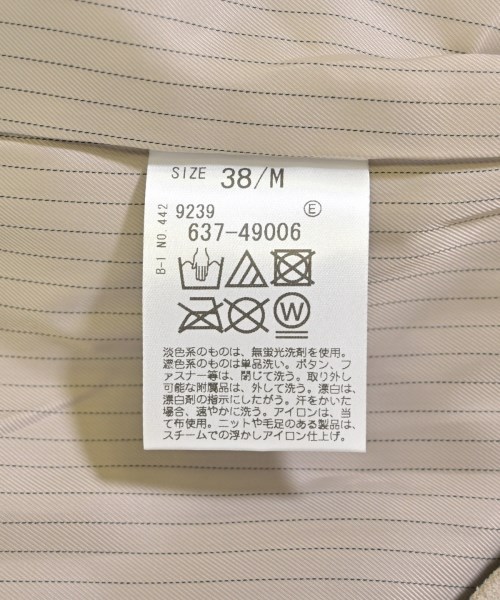 SIZE 38/M
B-I NO.442
9239 E
637-49006
W
淡色系のものは、無蛍光洗剤を使用。
濃色系のものは単品洗い。ボタン、フ
ァスナー等は、閉じて洗う。取り外し
可能な附属品は、外して洗う。漂白は、
漂白剤の指示にしたがう。汗をかいた
場合、速やかに洗う。アイロンは、当
て布使用。ニットや毛足のある製品は、
スチームでの浮かしアイロン仕上げ。